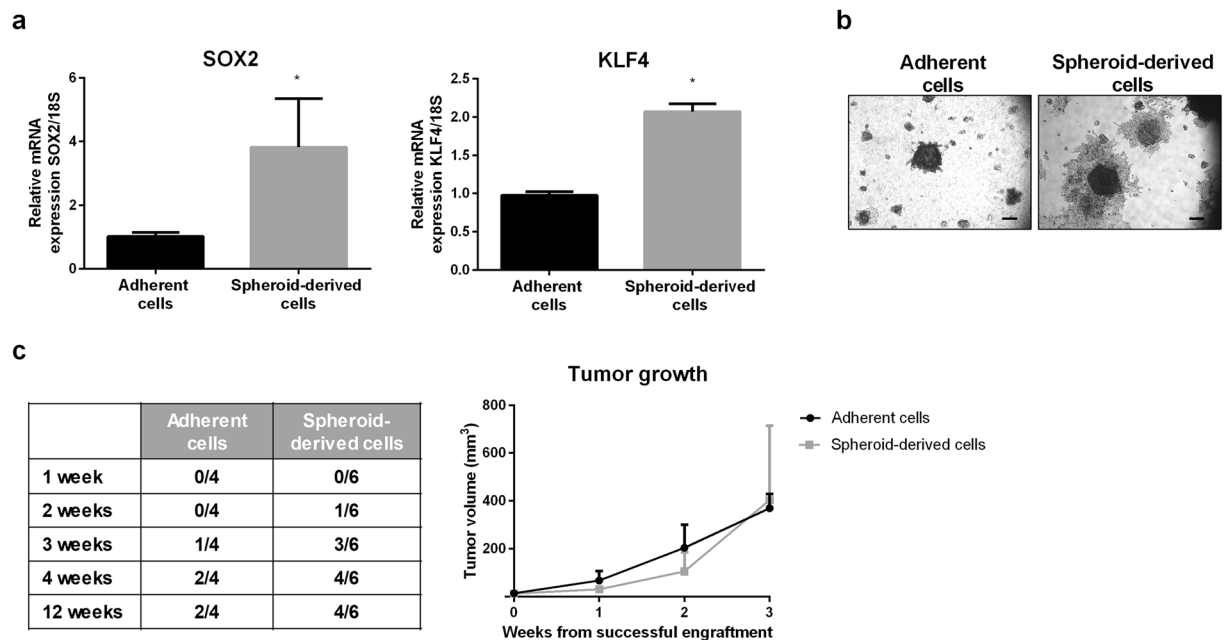 a
SOX2
*
Relative mRNA
expression SOX2/18S
6
4
2
0
Adherent
cells
Spheroid-derived
cells
KLF4
*
Relative mRNA
expression KLF4/18S
2.5
2.0
1.5
1.0
0.5
0.0
Adherent
cells
Spheroid-derived
cells
b
Adherent
cells
Spheroid-derived
cells
c
Adherent
cells
Spheroid-
derived cells
1 week 0/4 0/6
2 weeks 0/4 1/6
3 weeks 1/4 3/6
4 weeks 2/4 4/6
12 weeks 2/4 4/6
Tumor growth
Tumor volume (mm³)
800
600
400
200
0 1 2 3
Weeks from successful engraftment
Adherent cells
Spheroid-derived cells